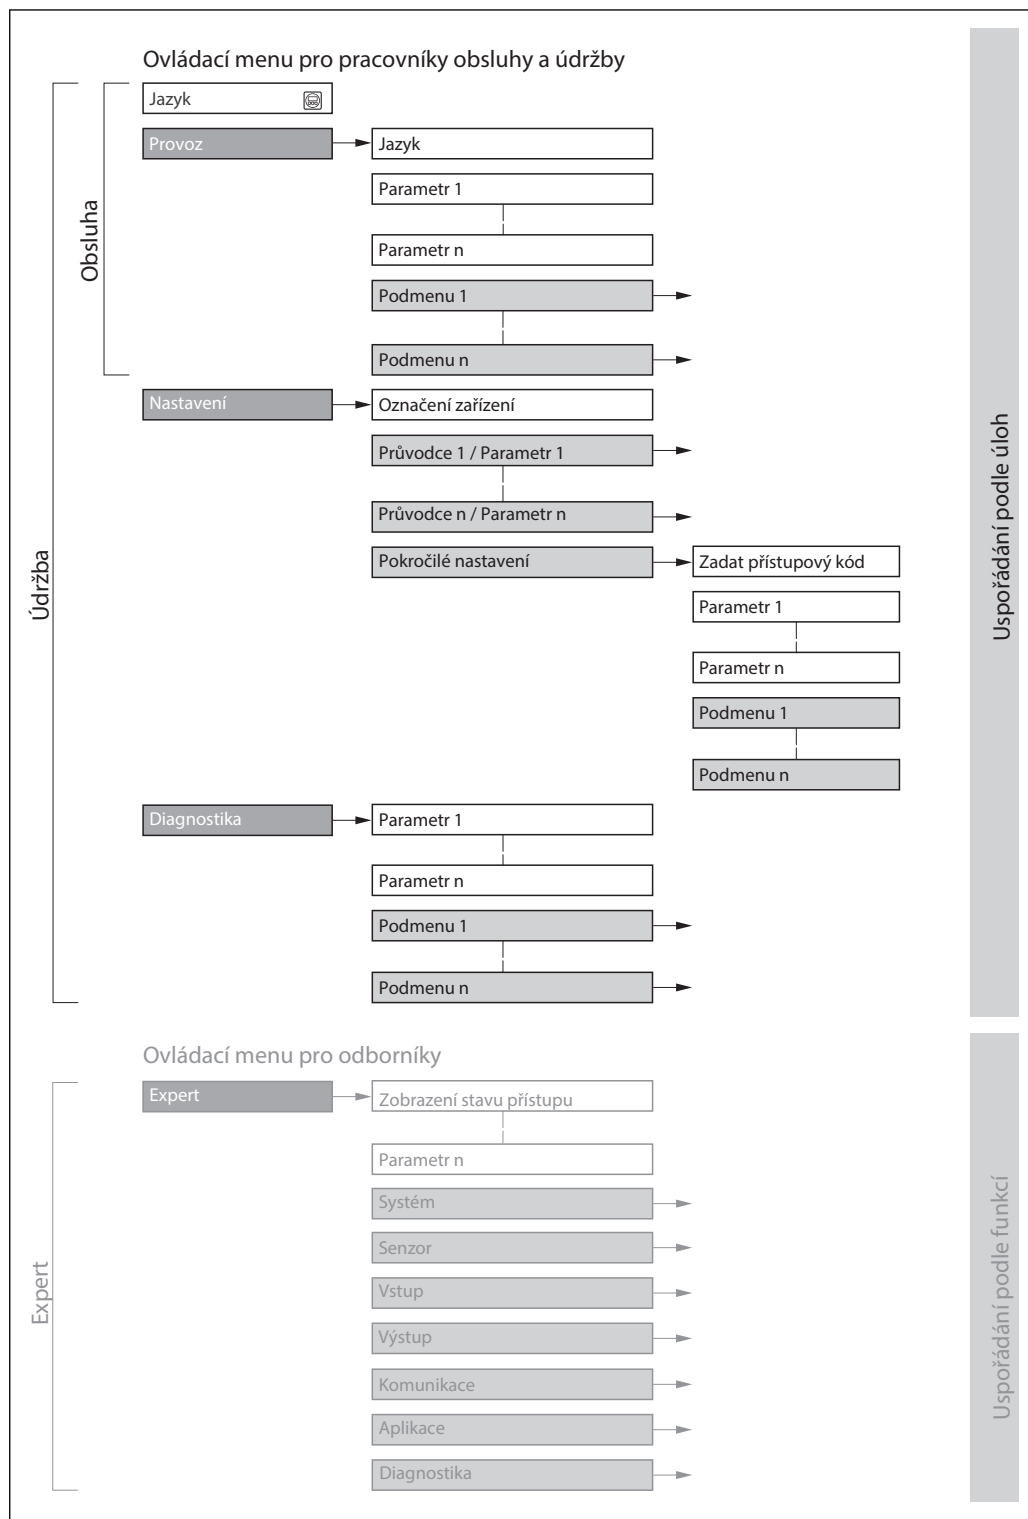 Ovládací menu pro pracovníky obsluhy a údržby
Jazyk
Provoz
Jazyk
Parametr 1
Parametr n
Podmenu 1
Podmenu n
Obsluha
Nastavení
Označení zařízení
Průvodce 1 / Parametr 1
Průvodce n / Parametr n
Pokročilé nastavení
Zadat přístupový kód
Parametr 1
Parametr n
Podmenu 1
Podmenu n
Údržba
Diagnostika
Parametr 1
Parametr n
Podmenu 1
Podmenu n
Uspořádání podle úloh
Ovládací menu pro odborníky
Expert
Zobrazení stavu přístupu
Parametr n
Systém
Senzor
Vstup
Výstup
Komunikace
Aplikace
Diagnostika
Expert
Uspořádání podle funkcí